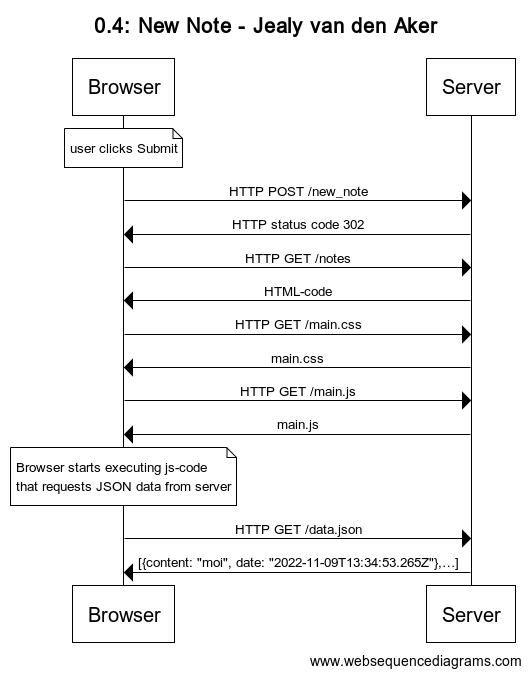 0.4: New Note - Jealy van den Aker
Browser
Server
user clicks Submit
HTTP POST /new_note
HTTP status code 302
HTTP GET /notes
HTML-code
HTTP GET /main.css
main.css
HTTP GET /main.js
main.js
Browser starts executing js-code
that requests JSON data from server
HTTP GET /data.json
[{content: "moi", date: "2022-11-09T13:34:53.265Z"},...]
Browser
Server
www.websequencediagrams.com